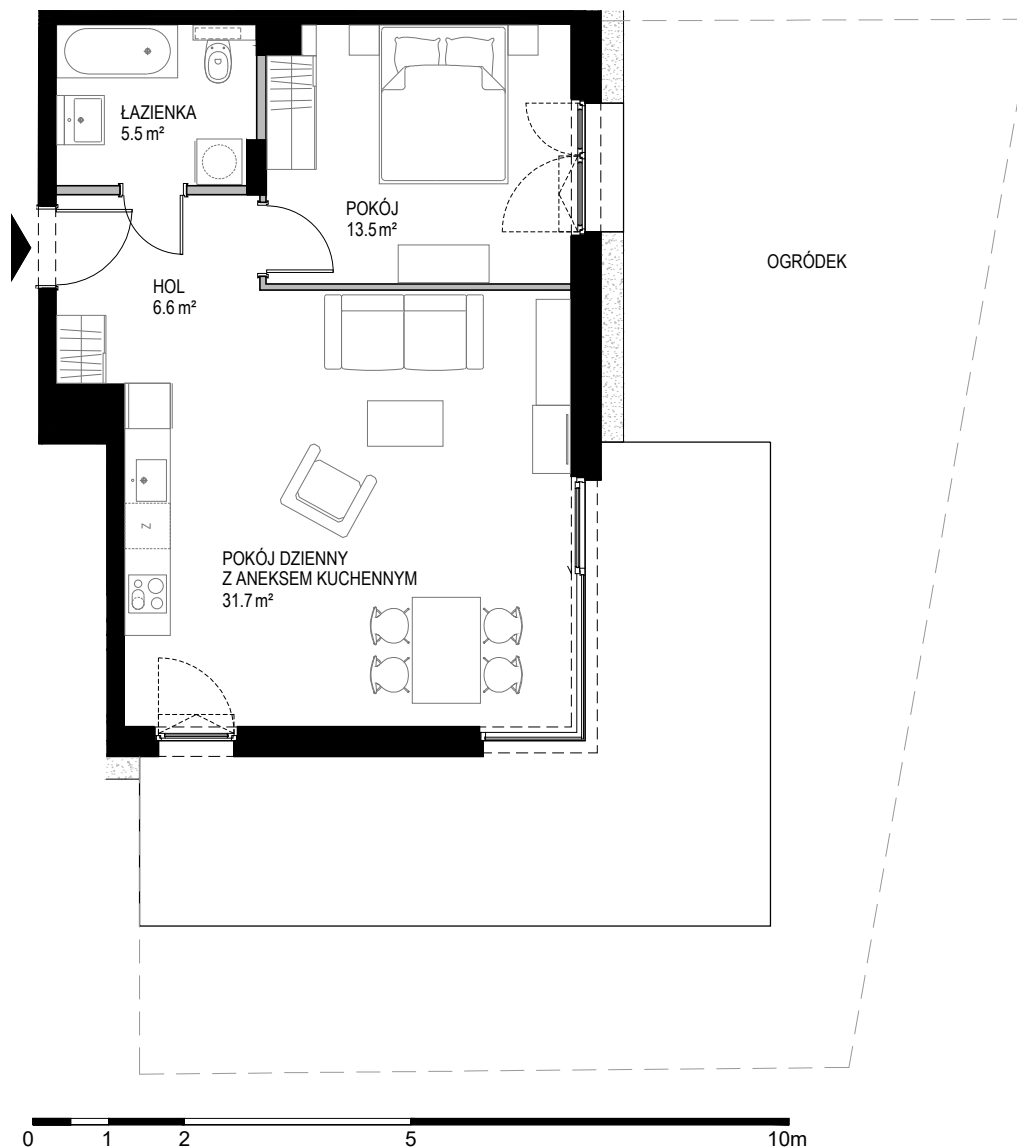 ŁAZIENKA
5.5 m²
POKÓJ
13.5 m²
HOL
6.6 m²
OGRÓDEK
Z
POKÓJ DZIENNY
Z ANEKSEM KUCHENNYM
31.7 m²
0 1 2 5 10m